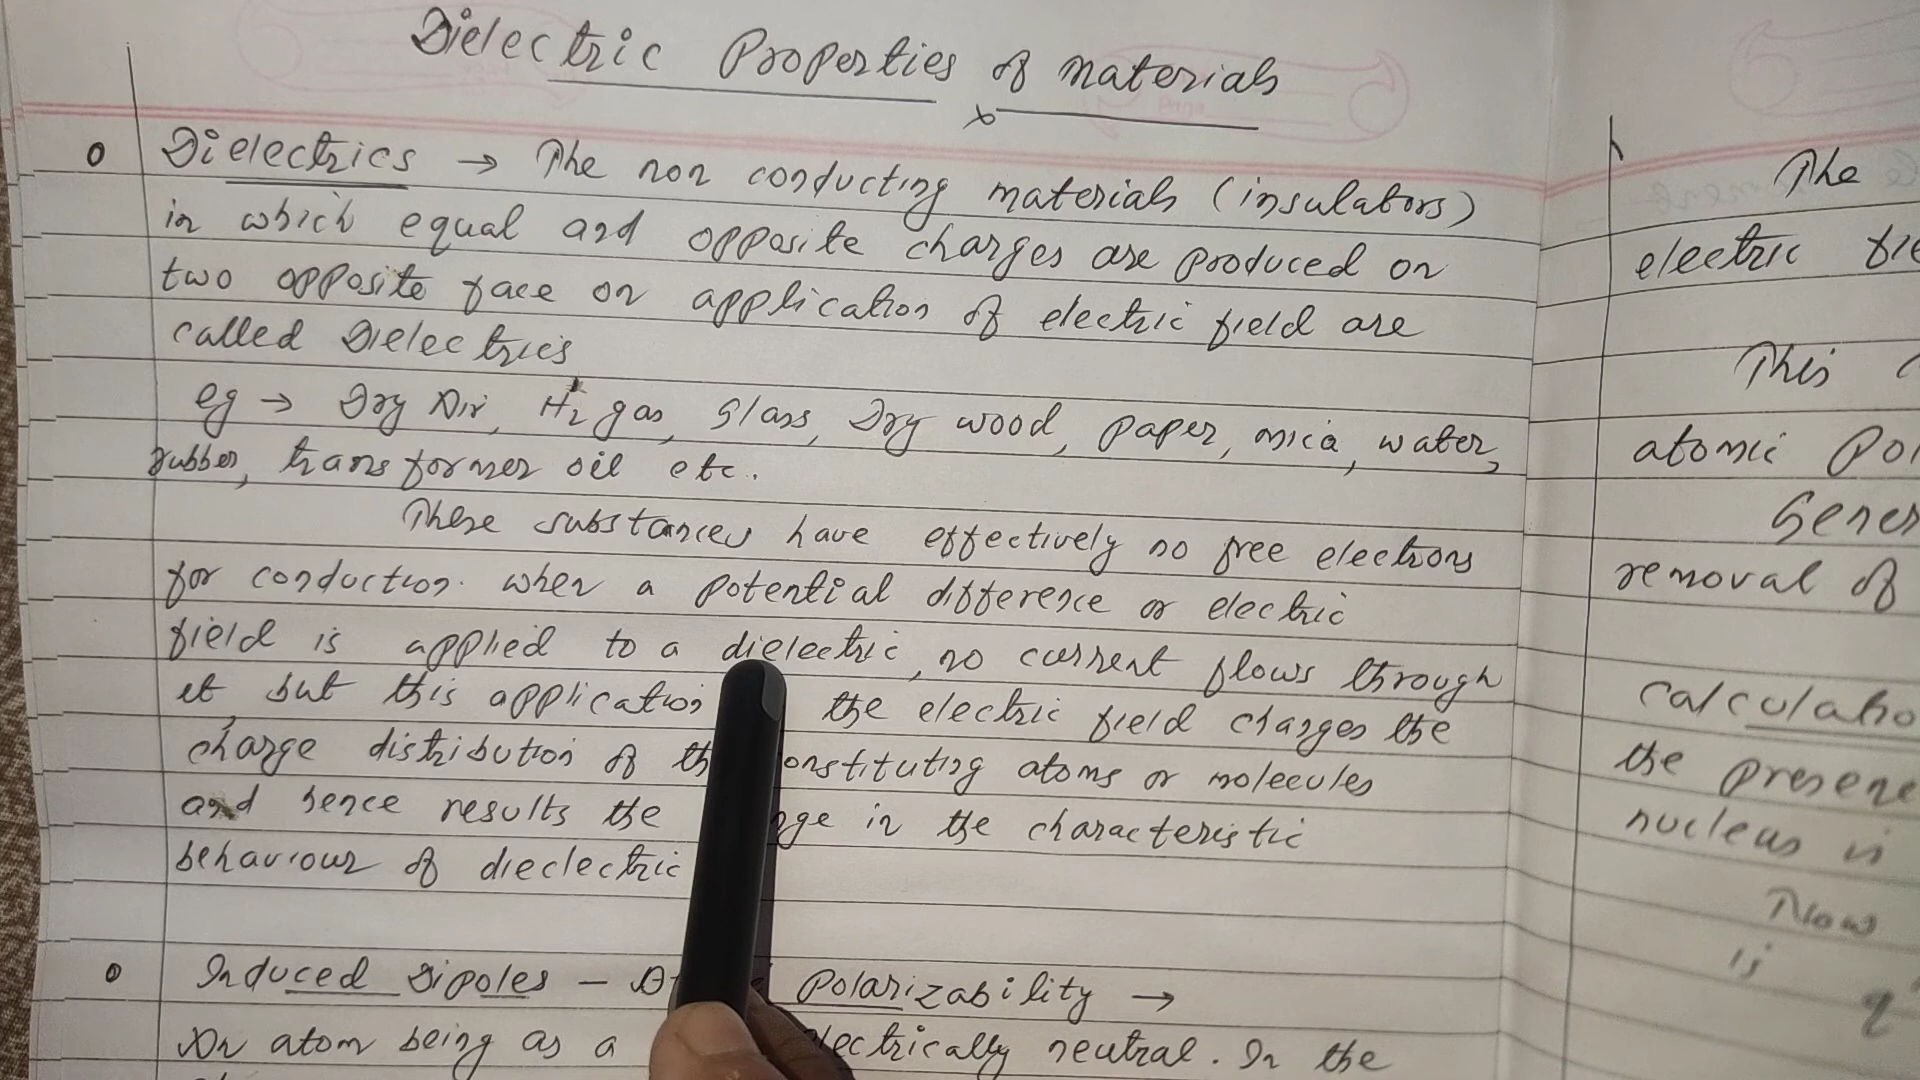 Dielectric Properties of materials
Dielectrics → The non conducting materials (insulators)
in which equal and opposite charges are produced on
two opposite face on application of electric field are
called Dielectrics
eg → Dry Air, H2 gas, Glass, Dry wood, paper, mica, water,
rubber, transformer oil etc.
These substances have effectively no free electrons
for conduction. when a potential difference or electric
field is applied to a dielectric, no current flows through
it but this application the electric field changes the
charge distribution of constituting atoms or molecules
and hence results the in the characteristic
behaviour of dieclectric
Induced Dipoles - Polarizability →
An atom being as a electrically neutral. In the
The
electric
This
atomic
removal of
the
nucleus is
Now
is